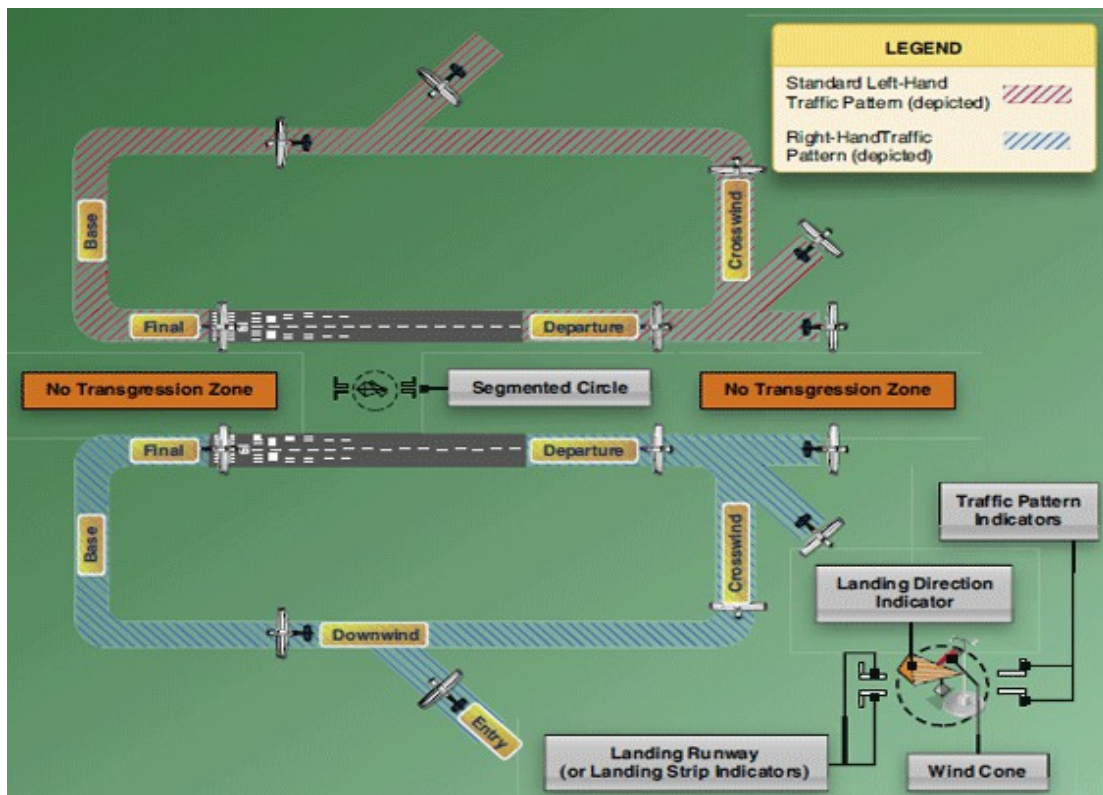 LEGEND
Standard Left-Hand
Traffic Pattern (depicted)
Right-HandTraffic
Pattern (depicted)
Base
Crosswind
Final
Departure
No Transgression Zone
Segmented Circle
No Transgression Zone
Final
Departure
Base
Crosswind
Downwind
Entry
Traffic Pattern
Indicators
Landing Direction
Indicator
Landing Runway
(or Landing Strip Indicators)
Wind Cone